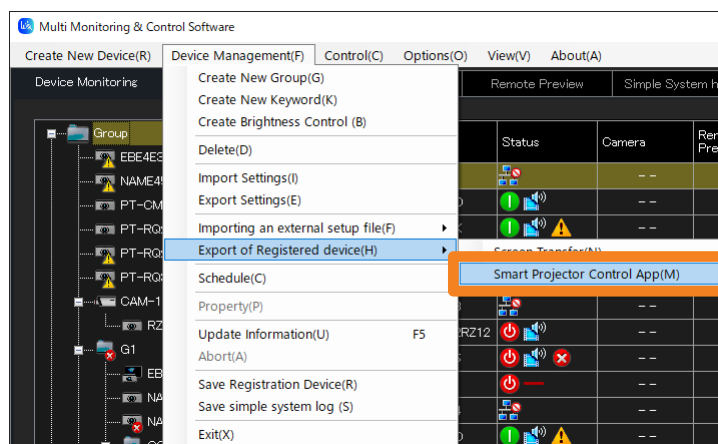 Multi Monitoring & Control Software
Create New Device(R) Device Management(F) Control(C) Options(O) View(V) About(A)
Device Monitoring
Remote Preview
Simple System
Create New Group(G)
Create New Keyword(K)
Create Brightness Control (B)
Delete(D)
Import Settings(I)
Export Settings(E)
Importing an external setup file(F)
Export of Registered device(H)
Schedule(C)
Property(P)
Update Information(U) F5
Abort(A)
Save Registration Device(R)
Save simple system log (S)
Exit(X)
Smart Projector Control App(M)
Group
EBE4E3
NAME4
PT-CM
PT-RQ
PT-RQ
PT-RQ
CAM-1
RZ
G1
EB
NA
NA
Status
Camera
Pre
RZ12
- -
- -
- -
- -
- -
- -
- -
- -
- -